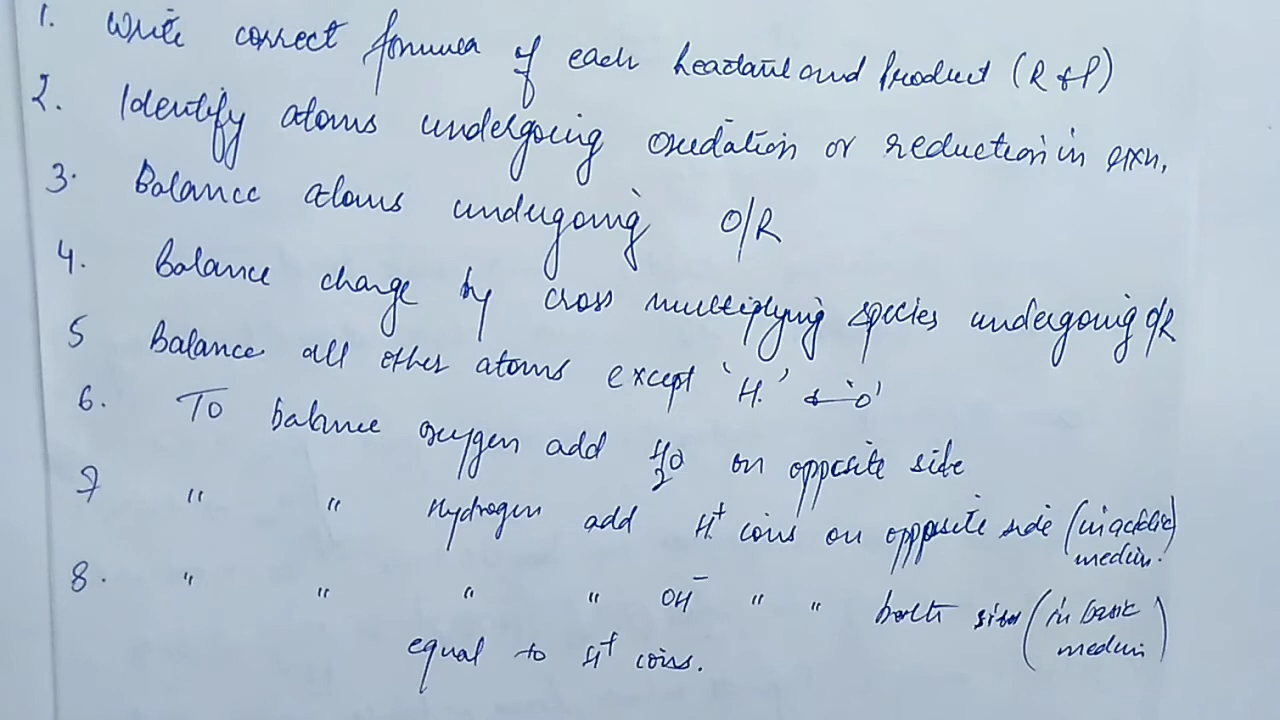 1. Write correct formula of each Reactant and Product (R & P)
2. Identify atoms undergoing oxidation or reduction in rxn.
3. Balance atoms undergoing O/R
4. Balance change by cross multiplying species undergoing O/R
5 Balance all other atoms except 'H.' & 'O'
6. To balance oxygen add H₂O on opposite side
7 " " Hydrogen add H⁺ ions on opposite side (in acidic medium.)
8. " " " " OH⁻ " " both sides (in basic medium)
equal to H⁺ ions.